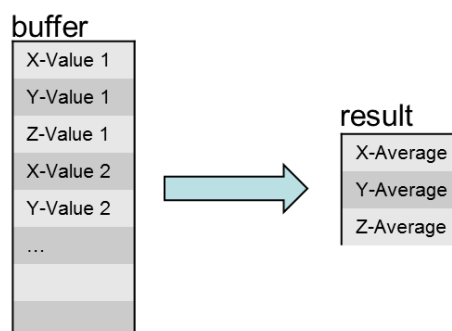 buffer
X-Value 1
Y-Value 1
Z-Value 1
X-Value 2
Y-Value 2
...
result
X-Average
Y-Average
Z-Average